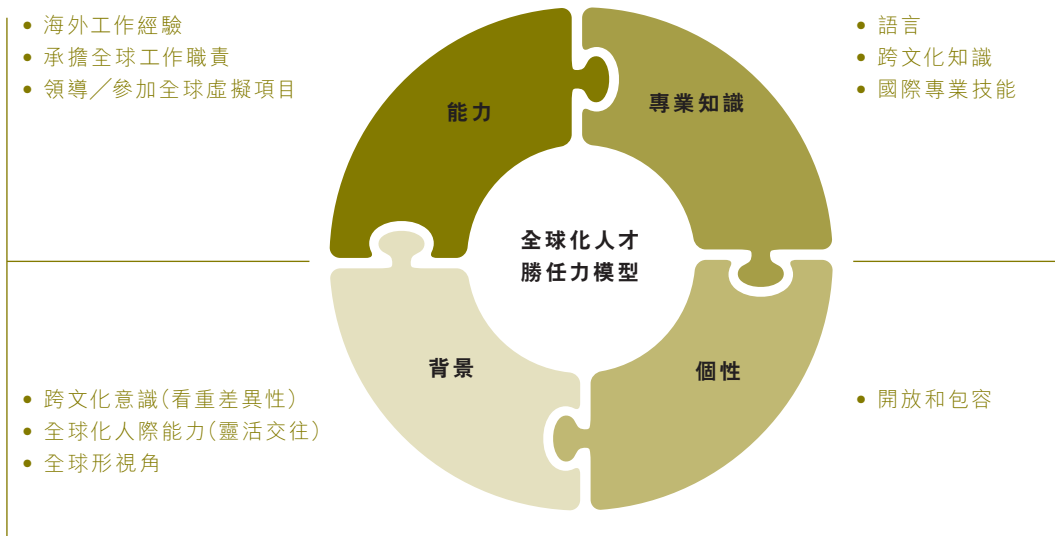 • 海外工作經驗
• 承擔全球工作職責
• 領導╱參加全球虛擬項目
能力
專業知識
• 語言
• 跨文化知識
• 國際專業技能
全球化人才
勝任力模型
背景
個性
• 跨文化意識(看重差異性)
• 全球化人際能力(靈活交往)
• 全球形視角
• 開放和包容